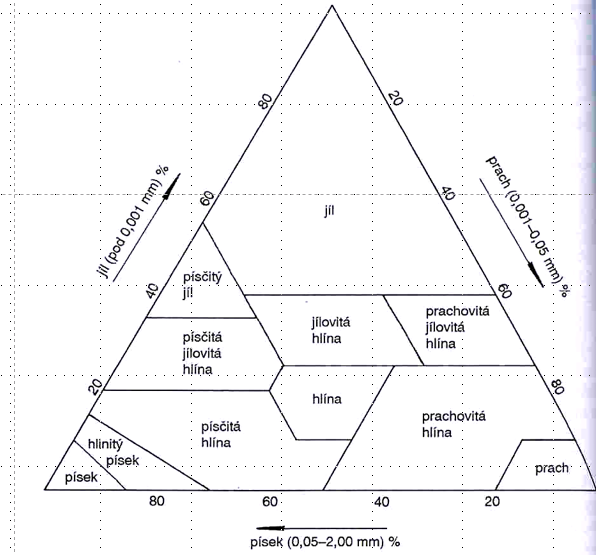 80
20
60
40
jíl (pod 0,001 mm) %
prach (0,001–0,05 mm) %
jíl
40
60
písčitý
jíl
jílovitá
hlína
prachovitá
jílovitá
hlína
písčitá
jílovitá
hlína
20
80
hlína
písčitá
hlína
prachovitá
hlína
hlinitý
písek
písek
prach
80
60
40
20
písek (0,05–2,00 mm) %